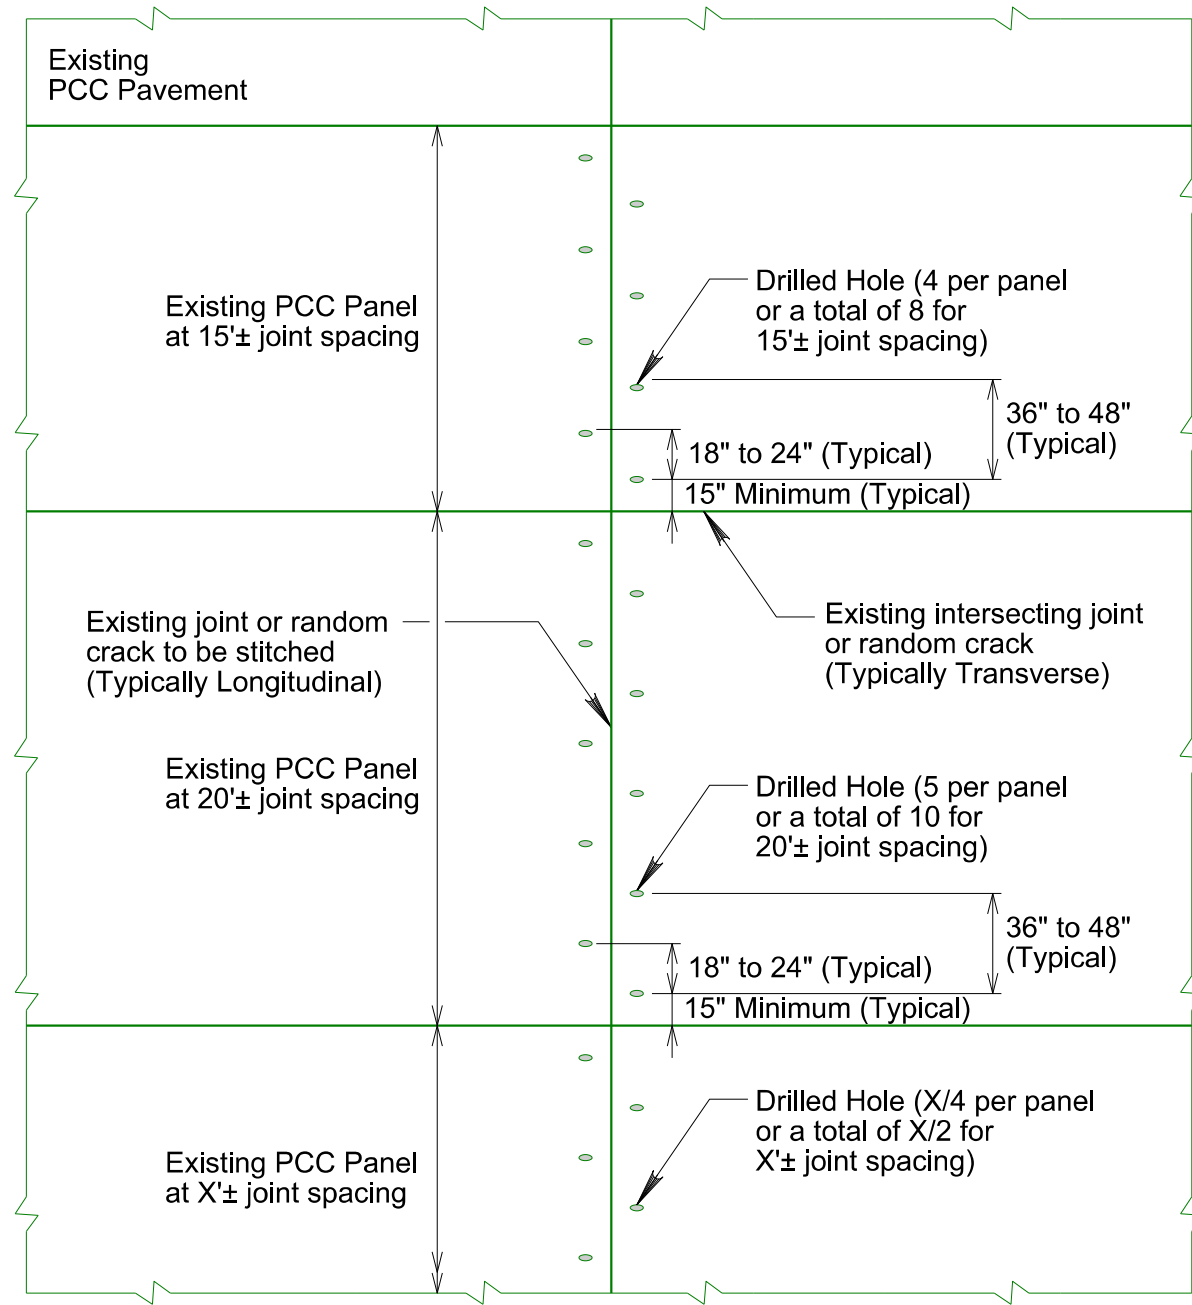 Existing
PCC Pavement
Existing PCC Panel
at 15'± joint spacing
Drilled Hole (4 per panel
or a total of 8 for
15'± joint spacing)
36" to 48"
(Typical)
18" to 24" (Typical)
15" Minimum (Typical)
Existing joint or random
crack to be stitched
(Typically Longitudinal)
Existing intersecting joint
or random crack
(Typically Transverse)
Existing PCC Panel
at 20'± joint spacing
Drilled Hole (5 per panel
or a total of 10 for
20'± joint spacing)
36" to 48"
(Typical)
18" to 24" (Typical)
15" Minimum (Typical)
Existing PCC Panel
at X'± joint spacing
Drilled Hole (X/4 per panel
or a total of X/2 for
X'± joint spacing)